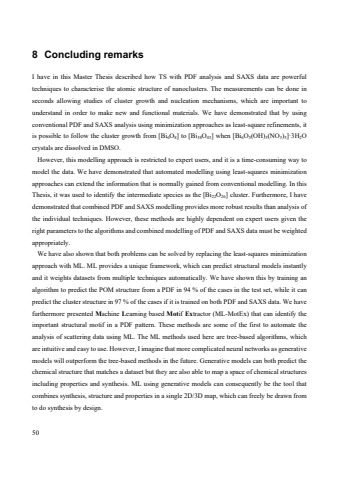 8 Concluding remarks
I have in this Master Thesis described how TS with PDF analysis and SAXS data are powerful
techniques to characterise the atomic structure of nanoclusters. The measurements can be done in
seconds allowing studies of cluster growth and nucleation mechanisms, which are important to
understand in order to make new and functional materials. We have demonstrated that by using
conventional PDF and SAXS analysis using minimization approaches as least-square refinements, it
is possible to follow the cluster growth from [Bi₆O₈] to [Bi₃₈O₄₅] when [Bi₆O₅(OH)₃(NO₃)₅]·3H₂O
crystals are dissolved in DMSO.
However, this modelling approach is restricted to expert users, and it is a time-consuming way to
model the data. We have demonstrated that automated modelling using least-squares minimization
approaches can extend the information that is normally gained from conventional modelling. In this
Thesis, it was used to identify the intermediate species as the [Bi₂₂O₂₆] cluster. Furthermore, I have
demonstrated that combined PDF and SAXS modelling provides more robust results than analysis of
the individual techniques. However, these methods are highly dependent on expert users given the
right parameters to the algorithms and combined modelling of PDF and SAXS data must be weighted
appropriately.
We have also shown that both problems can be solved by replacing the least-squares minimization
approach with ML. ML provides a unique framework, which can predict structural models instantly
and it weights datasets from multiple techniques automatically. We have shown this by training an
algorithm to predict the POM structure from a PDF in 94 % of the cases in the test set, while it can
predict the cluster structure in 97 % of the cases if it is trained on both PDF and SAXS data. We have
furthermore presented Machine Learning based Motif Extractor (ML-MotEx) that can identify the
important structural motif in a PDF pattern. These methods are some of the first to automate the
analysis of scattering data using ML. The ML methods used here are tree-based algorithms, which
are intuitive and easy to use. However, I imagine that more complicated neural networks as generative
models will outperform the tree-based methods in the future. Generative models can both predict the
chemical structure that matches a dataset but they are also able to map a space of chemical structures
including properties and synthesis. ML using generative models can consequently be the tool that
combines synthesis, structure and properties in a single 2D/3D map, which can freely be drawn from
to do synthesis by design.
50